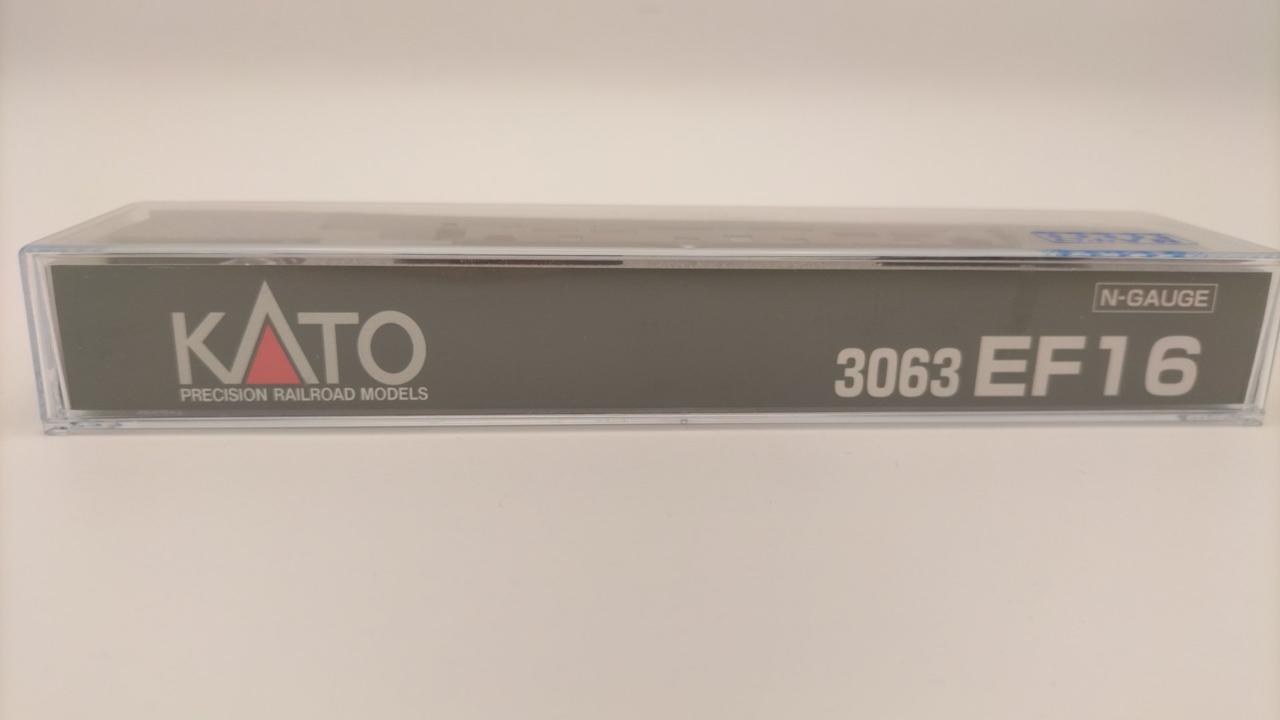 KATO
PRECISION RAILROAD MODELS
N-GAUGE
3063 EF16